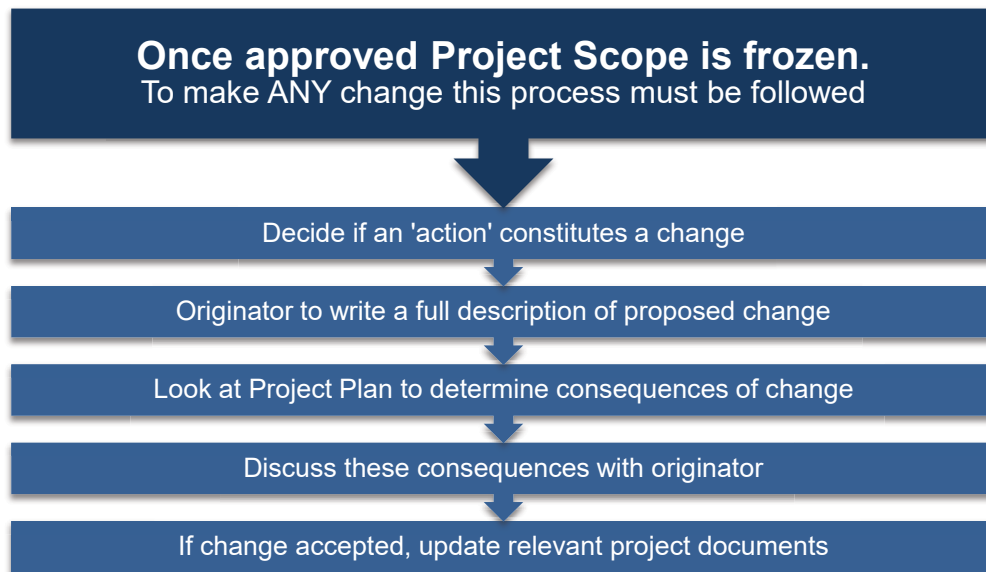 Once approved Project Scope is frozen.
To make ANY change this process must be followed
Decide if an 'action' constitutes a change
Originator to write a full description of proposed change
Look at Project Plan to determine consequences of change
Discuss these consequences with originator
If change accepted, update relevant project documents